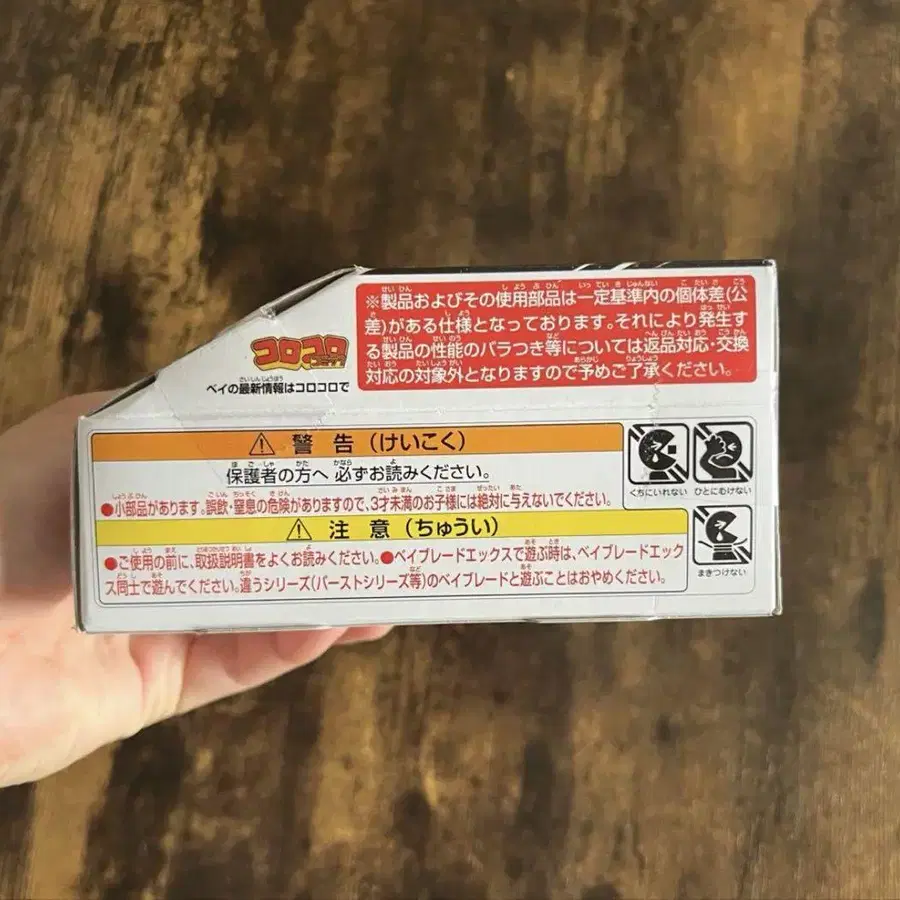 ※製品およびその使用部品は一定基準内の個体差(公
差)がある仕様となっております。それにより発生す
る製品の性能のバラつき等については返品対応・交換
対応の対象外となりますので予めご了承ください。
コロコロ
ベイの最新情報はコロコロで
警告(けいこく)
保護者の方へ 必ずお読みください。
●小部品があります。誤飲・窒息の危険がありますので、3才未満のお子様には絶対に与えないでください。
注意(ちゅうい)
●ご使用の前に、取扱説明書をよくお読みください。●ベイブレードエックスで遊ぶ時は、ベイブレードエック
ス同士で遊んでください。違うシリーズ(バーストシリーズ等)のベイブレードと遊ぶことはおやめください。
くちにいれない
ひとにむけない
まきつけない